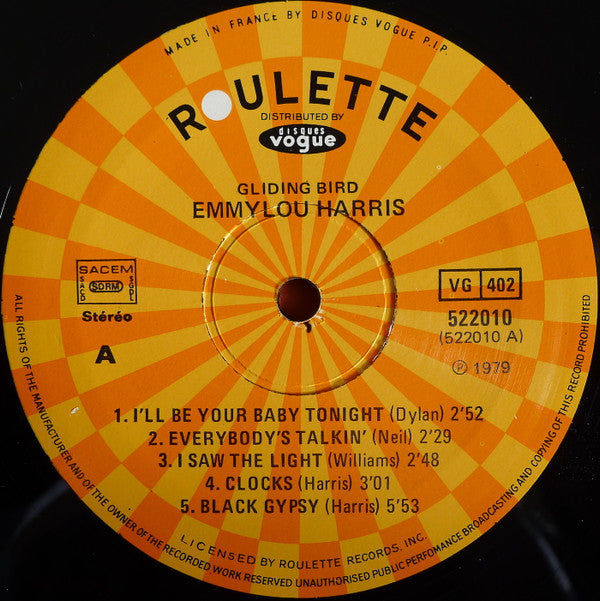 MADE IN FRANCE BY DISQUES VOGUE P.I.P.
ROULETTE
DISTRIBUTED BY
disques
vogue
GLIDING BIRD
EMMYLOU HARRIS
SACEM
SACD
SDRM
SGDL
Stéréo
A
VG 402
522010
(522010 A)
℗ 1979
1. I'LL BE YOUR BABY TONIGHT (Dylan) 2'52
2. EVERYBODY'S TALKIN' (Neil) 2'29
3. I SAW THE LIGHT (Williams) 2'48
4. CLOCKS (Harris) 3'01
5. BLACK GYPSY (Harris) 5'53
LICENSED BY ROULETTE RECORDS, INC.
ALL RIGHTS OF THE MANUFACTURER AND OF THE OWNER OF THE RECORDED WORK RESERVED UNAUTHORISED PUBLIC PERFOMANCE BROADCASTING AND COPYING OF THIS RECORD PROHIBITED